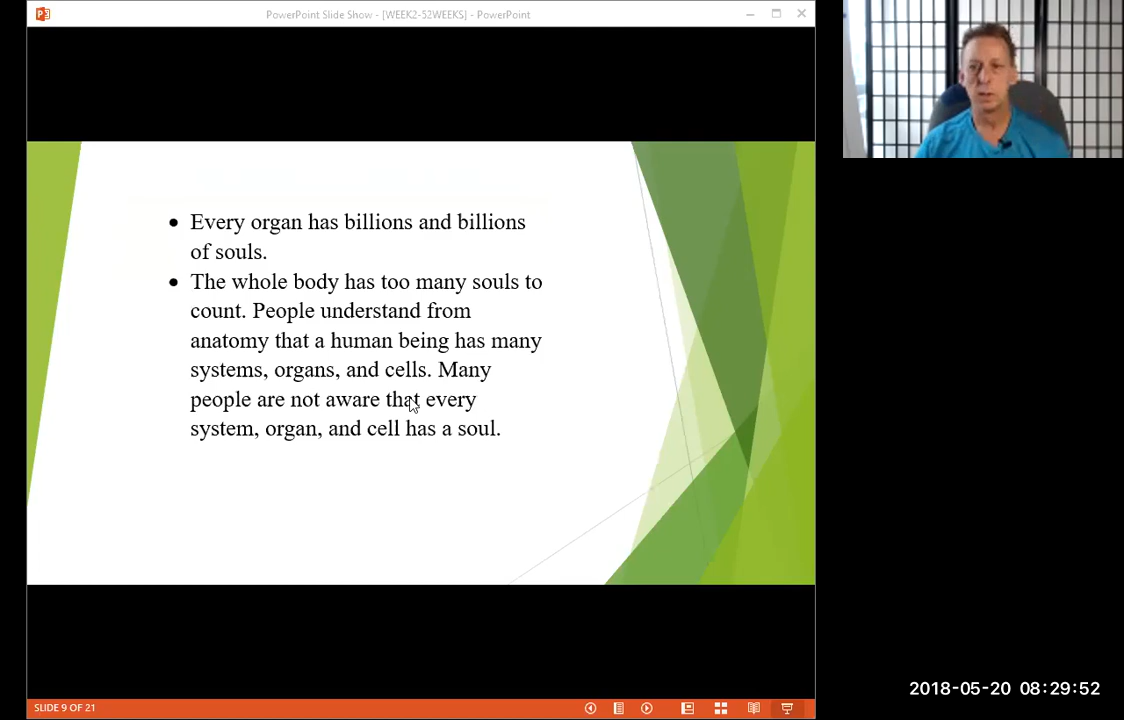 PowerPoint Slide Show - [WEEK2-52WEEKS] - PowerPoint
• Every organ has billions and billions
of souls.
• The whole body has too many souls to
count. People understand from
anatomy that a human being has many
systems, organs, and cells. Many
people are not aware that every
system, organ, and cell has a soul.
2018-05-20 08:29:52
SLIDE 9 OF 21